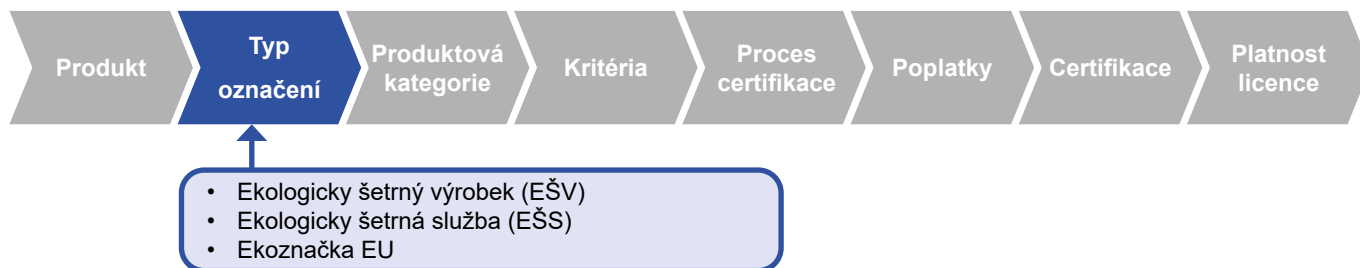 Produkt
Typ
označení
Produktová
kategorie
Kritéria
Proces
certifikace
Poplatky
Certifikace
Platnost
licence
• Ekologicky šetrný výrobek (EŠV)
• Ekologicky šetrná služba (EŠS)
• Ekoznačka EU